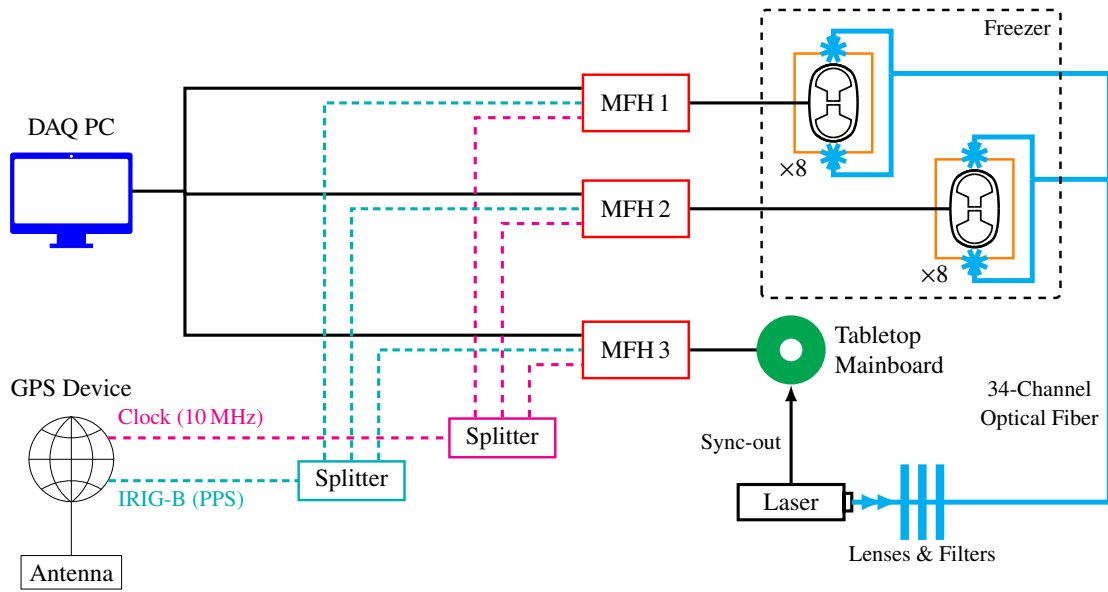 Freezer
MFH 1
DAQ PC
×8
MFH 2
×8
MFH 3
Tabletop
Mainboard
GPS Device
34-Channel
Optical Fiber
Clock (10 MHz)
Splitter
Sync-out
Splitter
IRIG-B (PPS)
Laser
Lenses & Filters
Antenna